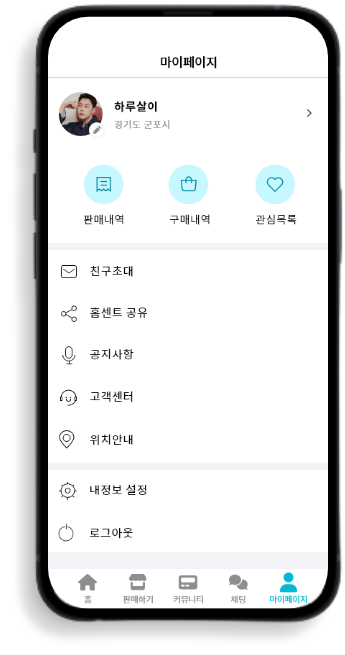 마이페이지
하루살이
경기도 군포시
판매내역
구매내역
관심목록
친구초대
홈센트 공유
공지사항
고객센터
위치안내
내정보 설정
로그아웃
홈
판매하기
커뮤니티
채팅
마이페이지